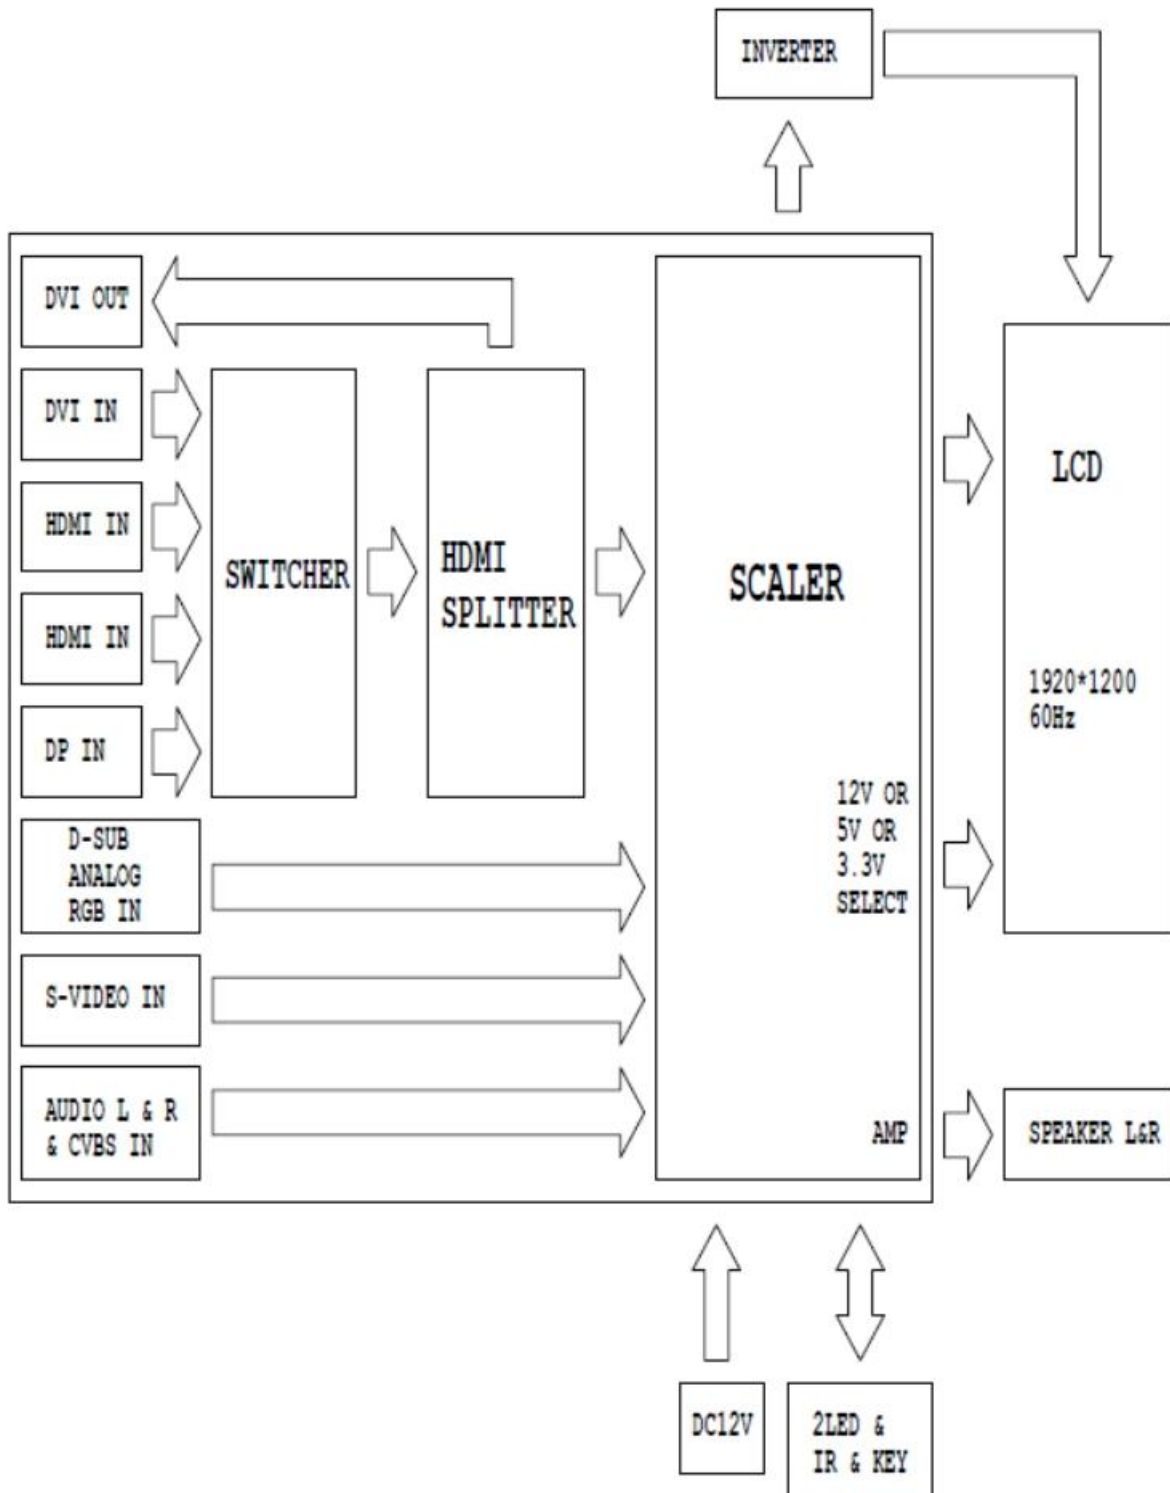 INVERTER
DVI OUT
DVI IN
HDMI IN
HDMI IN
DP IN
SWITCHER
HDMI
SPLITTER
SCALER
LCD
1920*1200
60Hz
12V OR
5V OR
3.3V
SELECT
D-SUB
ANALOG
RGB IN
S-VIDEO IN
AUDIO L & R
& CVBS IN
AMP
SPEAKER L&R
DC12V
2LED &
IR & KEY